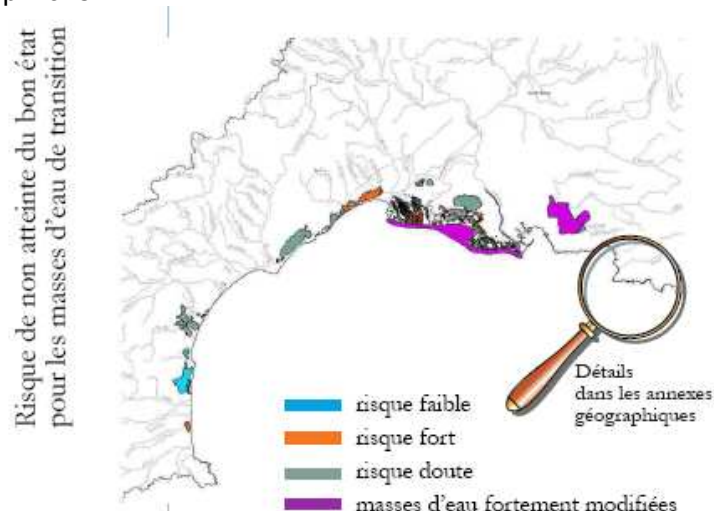 Risque de non atteinte du bon état
pour les masses d'eau de transition
Détails
dans les annexes
géographiques
risque faible
risque fort
risque doute
masses d'eau fortement modifiées